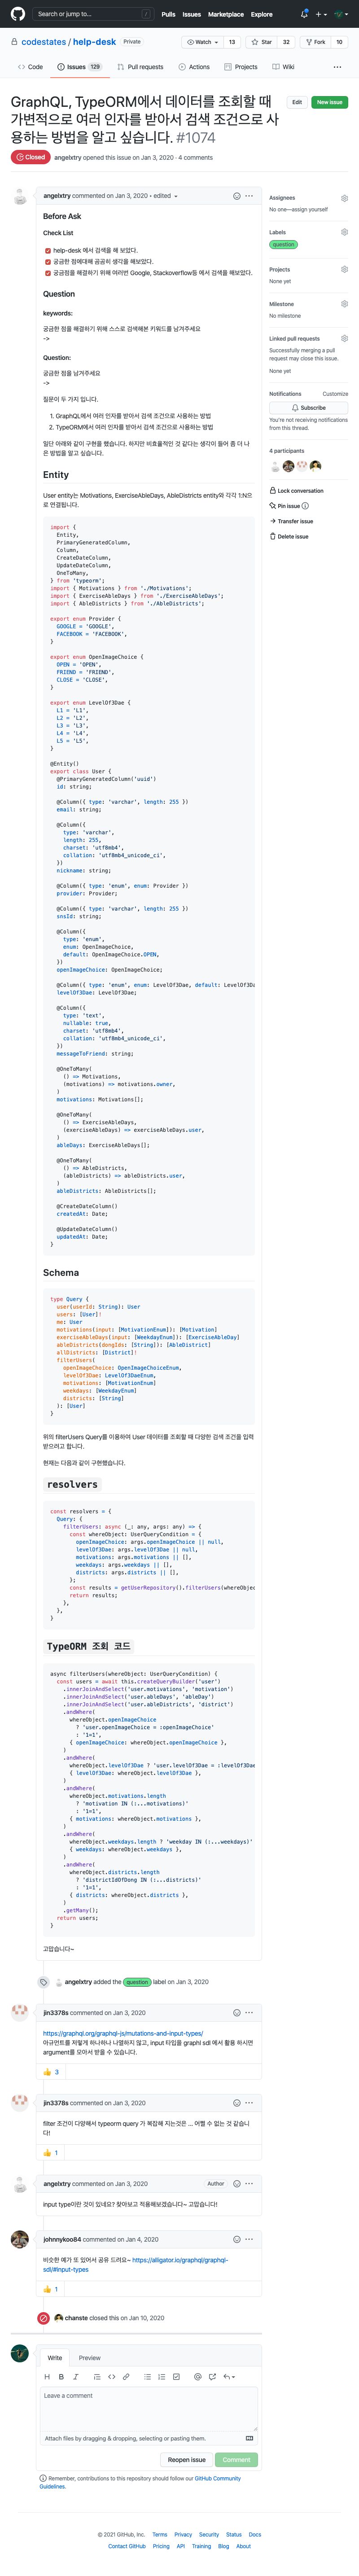 Search or jump to...
/
Pulls Issues Marketplace Explore
codestates / help-desk Private
Watch 13 Star 32 Fork 10
Code Issues 129 Pull requests Actions Projects Wiki
GraphQL, TypeORM에서 데이터를 조회할 때
가변적으로 여러 인자를 받아서 검색 조건으로 사
용하는 방법을 알고 싶습니다. #1074
Edit New issue
Closed angelxtry opened this issue on Jan 3, 2020 · 4 comments
angelxtry commented on Jan 3, 2020 • edited
Before Ask
Check List
help-desk 에서 검색을 해 보았다.
궁금한 점에대해 곰곰히 생각을 해보았다.
궁금점을 해결하기 위해 여러번 Google, Stackoverflow등 에서 검색을 해보았다.
Question
keywords:
궁금한 점을 해결하기 위해 스스로 검색해본 키워드를 남겨주세요
->
Question:
궁금한 점을 남겨주세요
->
질문이 두 가지 입니다.
1. GraphQL에서 여러 인자를 받아서 검색 조건으로 사용하는 방법
2. TypeORM에서 여러 인자를 받아서 검색 조건으로 사용하는 방법
일단 아래와 같이 구현을 했습니다. 하지만 비효율적인 것 같다는 생각이 들어 좀 더 나
은 방법을 알고 싶습니다.
Entity
User entity는 Motivations, ExerciseAbleDays, AbleDistricts entity와 각각 1:N으
로 연결됩니다.
import {
Entity,
PrimaryGeneratedColumn,
Column,
CreateDateColumn,
UpdateDateColumn,
OneToMany,
} from 'typeorm';
import { Motivations } from './Motivations';
import { ExerciseAbleDays } from './ExerciseAbleDays';
import { AbleDistricts } from './AbleDistricts';
export enum Provider {
GOOGLE = 'GOOGLE',
FACEBOOK = 'FACEBOOK',
}
export enum OpenImageChoice {
OPEN = 'OPEN',
FRIEND = 'FRIEND',
CLOSE = 'CLOSE',
}
export enum LevelOf3Dae {
L1 = 'L1',
L2 = 'L2',
L3 = 'L3',
L4 = 'L4',
L5 = 'L5',
}
@Entity()
export class User {
@PrimaryGeneratedColumn('uuid')
id: string;
@Column({ type: 'varchar', length: 255 })
email: string;
@Column({
type: 'varchar',
length: 255,
charset: 'utf8mb4',
collation: 'utf8mb4_unicode_ci',
})
nickname: string;
@Column({ type: 'enum', enum: Provider })
provider: Provider;
@Column({ type: 'varchar', length: 255 })
snsId: string;
@Column({
type: 'enum',
enum: OpenImageChoice,
default: OpenImageChoice.OPEN,
})
openImageChoice: OpenImageChoice;
@Column({ type: 'enum', enum: LevelOf3Dae, default: LevelOf3Da
levelOf3Dae: LevelOf3Dae;
@Column({
type: 'text',
nullable: true,
charset: 'utf8mb4',
collation: 'utf8mb4_unicode_ci',
})
messageToFriend: string;
@OneToMany(
() => Motivations,
(motivations) => motivations.owner,
)
motivations: Motivations[];
@OneToMany(
() => ExerciseAbleDays,
(exerciseAbleDays) => exerciseAbleDays.user,
)
ableDays: ExerciseAbleDays[];
@OneToMany(
() => AbleDistricts,
(ableDistricts) => ableDistricts.user,
)
ableDistricts: AbleDistricts[];
@CreateDateColumn()
createdAt: Date;
@UpdateDateColumn()
updatedAt: Date;
}
Schema
type Query {
user(userId: String): User
users: [User]!
me: User
motivations(input: [MotivationEnum]): [Motivation]
exerciseAbleDays(input: [WeekdayEnum]): [ExerciseAbleDay]
ableDistricts(dongIds: [String]): [AbleDistrict]
allDistricts: [District]!
filterUsers(
openImageChoice: OpenImageChoiceEnum,
levelOf3Dae: LevelOf3DaeEnum,
motivations: [MotivationEnum]
weekdays: [WeekdayEnum]
districts: [String]
): [User]
}
위의 filterUsers Query를 이용하여 User 데이터를 조회할 때 다양한 검색 조건을 입력
받으려고 합니다.
현재는 다음과 같이 구현했습니다.
resolvers
const resolvers = {
Query: {
filterUsers: async (_: any, args: any) => {
const whereObject: UserQueryCondition = {
openImageChoice: args.openImageChoice || null,
levelOf3Dae: args.levelOf3Dae || null,
motivations: args.motivations || [],
weekdays: args.weekdays || [],
districts: args.districts || [],
};
const results = getUserRepository().filterUsers(whereObjec
return results;
},
},
}
TypeORM 조회 코드
async filterUsers(whereObject: UserQueryCondition) {
const users = await this.createQueryBuilder('user')
.innerJoinAndSelect('user.motivations', 'motivation')
.innerJoinAndSelect('user.ableDays', 'ableDay')
.innerJoinAndSelect('user.ableDistricts', 'district')
.andWhere(
whereObject.openImageChoice
? 'user.openImageChoice = :openImageChoice'
: '1=1',
{ openImageChoice: whereObject.openImageChoice },
)
.andWhere(
whereObject.levelOf3Dae ? 'user.levelOf3Dae = :levelOf3Dae
{ levelOf3Dae: whereObject.levelOf3Dae },
)
.andWhere(
whereObject.motivations.length
? 'motivation IN (:...motivations)'
: '1=1',
{ motivations: whereObject.motivations },
)
.andWhere(
whereObject.weekdays.length ? 'weekday IN (:...weekdays)'
{ weekdays: whereObject.weekdays },
)
.andWhere(
whereObject.districts.length
? 'districtIdOfDong IN (:...districts)'
: '1=1',
{ districts: whereObject.districts },
)
.getMany();
return users;
}
고맙습니다~
angelxtry added the question label on Jan 3, 2020
jin3378s commented on Jan 3, 2020
https://graphql.org/graphql-js/mutations-and-input-types/
아규먼트를 저렇게 하나하나 나열하지 않고, input 타입을 graphl sdl 에서 활용 하시면
argument를 모아서 받을 수 있습니다.
3
jin3378s commented on Jan 3, 2020
filter 조건이 다양해서 typeorm query 가 복잡해 지는것은 ... 어쩔 수 없는 것 같습니
다!
1
angelxtry commented on Jan 3, 2020 Author
input type이란 것이 있네요? 찾아보고 적용해보겠습니다~ 고맙습니다!
johnnykoo84 commented on Jan 4, 2020
비슷한 예가 또 있어서 공유 드려요~ https://alligator.io/graphql/graphql-
sdl/#input-types
1
chanste closed this on Jan 10, 2020
Write Preview
Leave a comment
Attach files by dragging & dropping, selecting or pasting them.
Reopen issue Comment
Remember, contributions to this repository should follow our GitHub Community
Guidelines.
Assignees
No one—assign yourself
Labels
question
Projects
None yet
Milestone
No milestone
Linked pull requests
Successfully merging a pull
request may close this issue.
None yet
Notifications Customize
Subscribe
You're not receiving notifications
from this thread.
4 participants
Lock conversation
Pin issue
Transfer issue
Delete issue
© 2021 GitHub, Inc. Terms Privacy Security Status Docs
Contact GitHub Pricing API Training Blog About